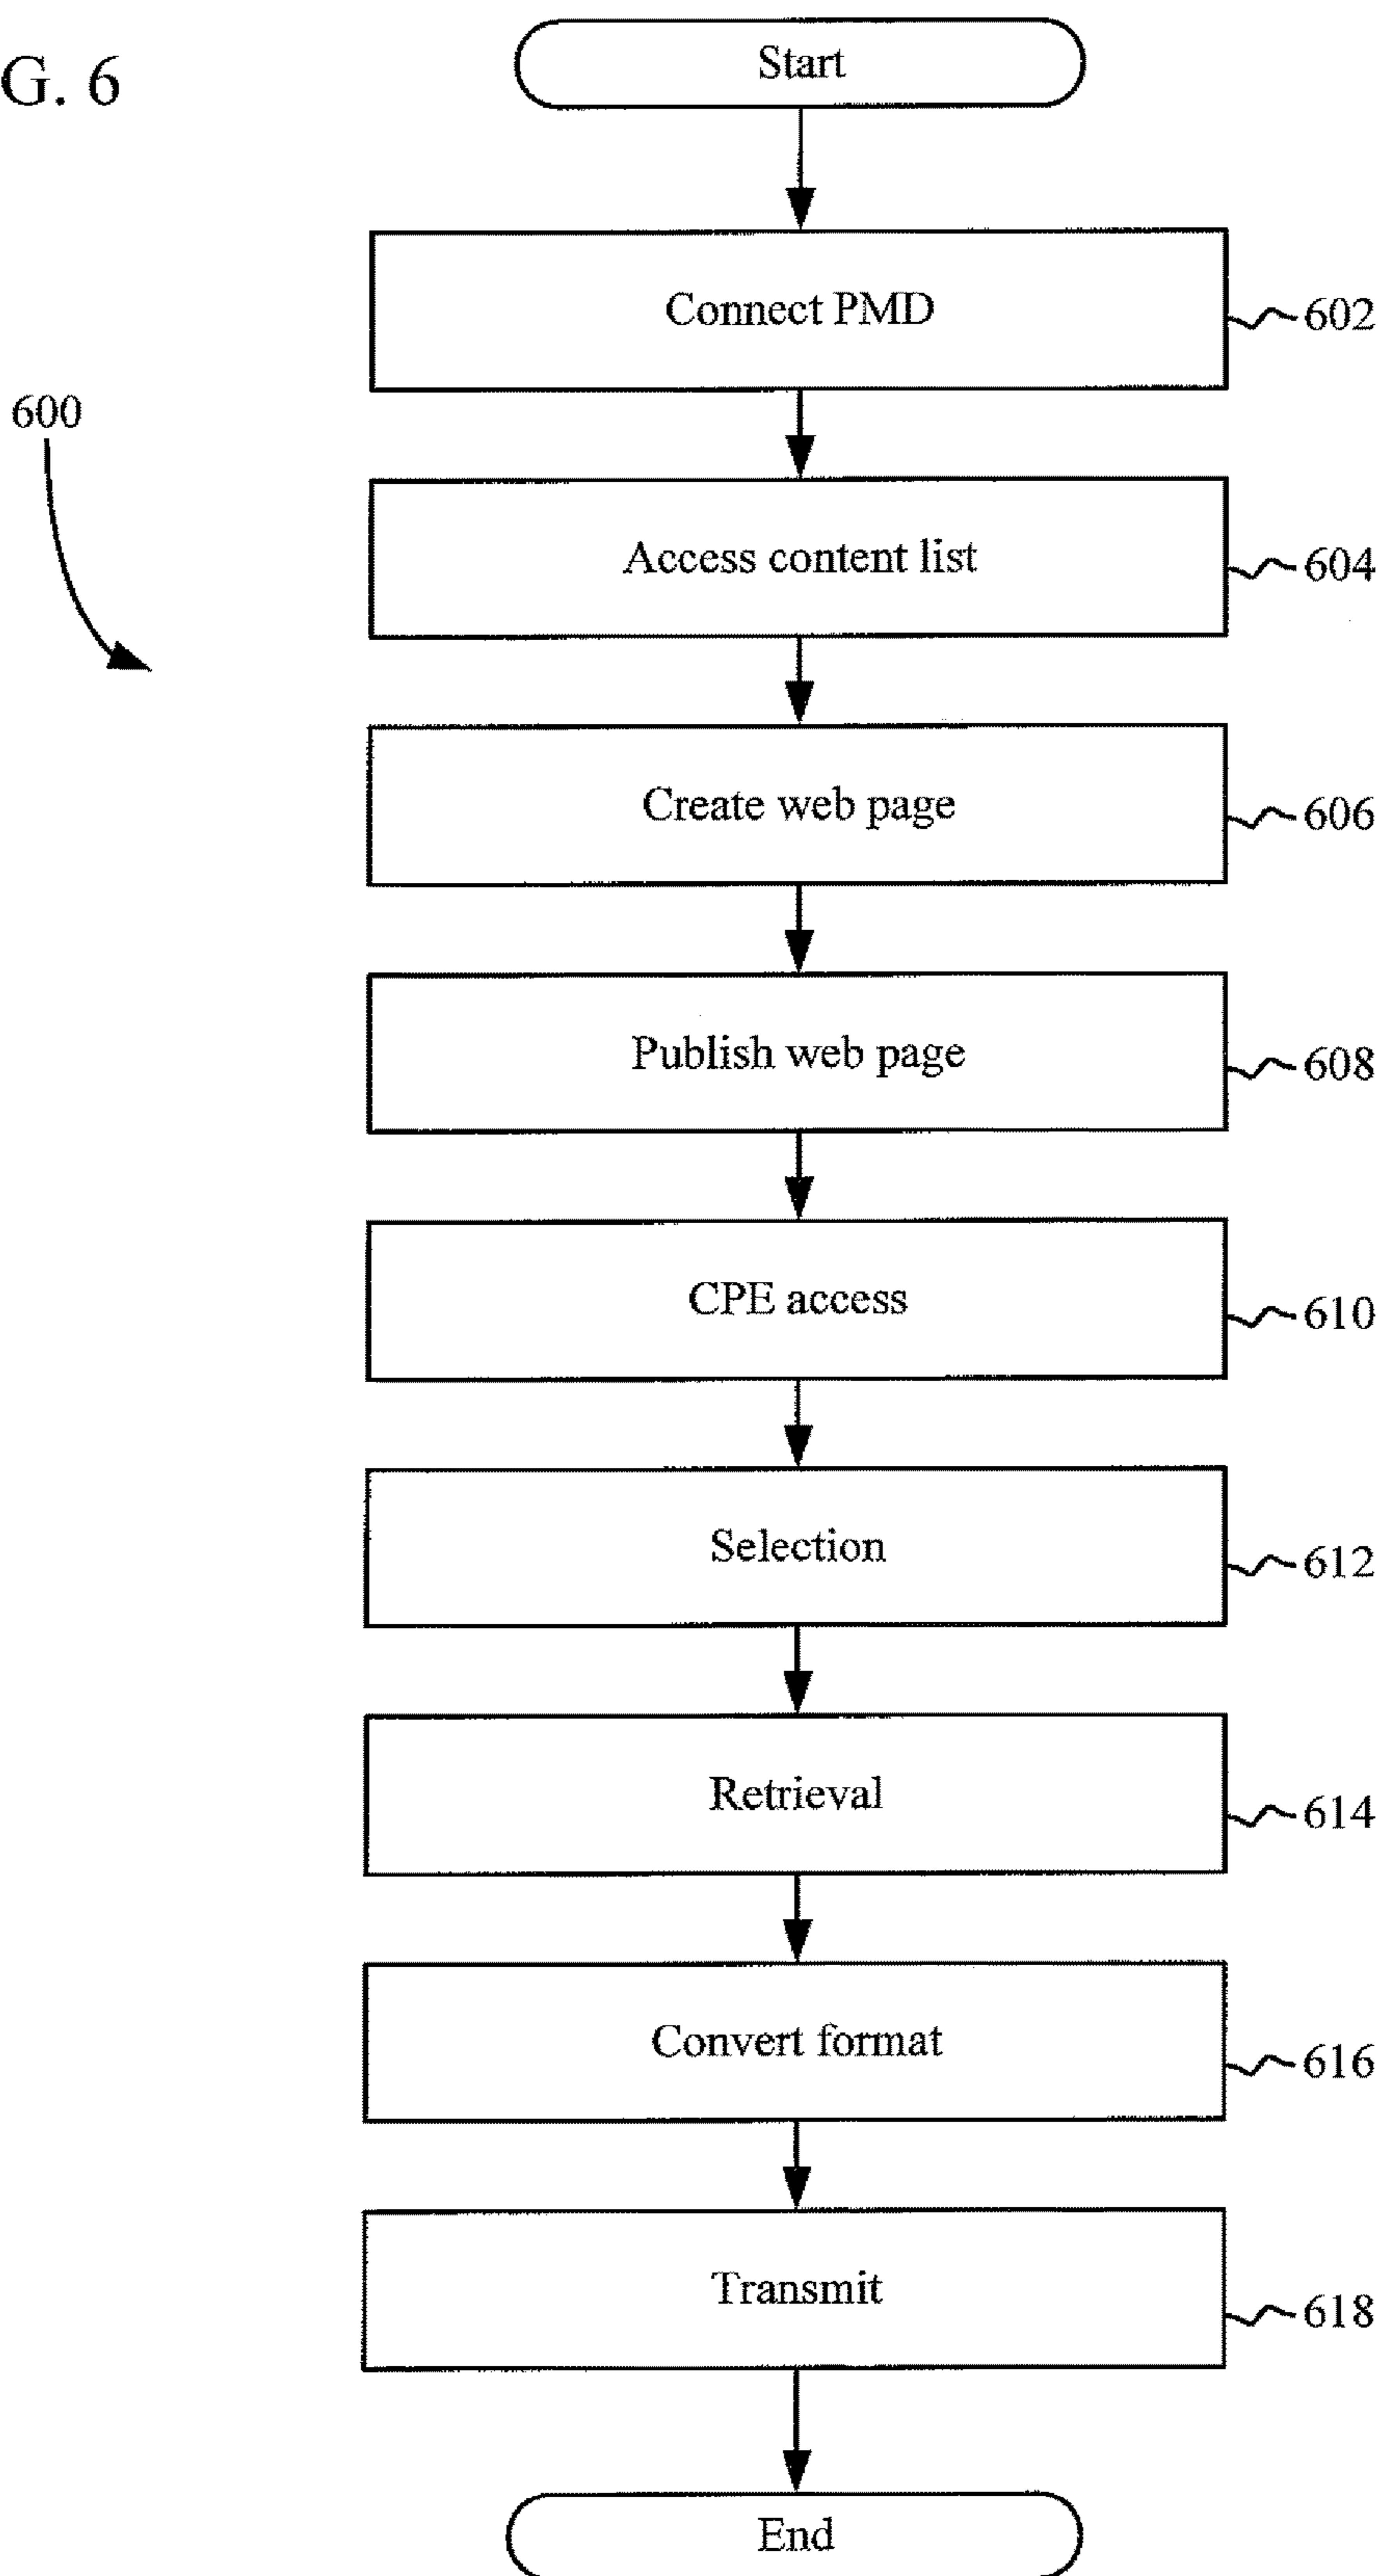 G. 6
Start
Connect PMD
602
600
Access content list
604
Create web page
606
Publish web page
608
CPE access
610
Selection
612
Retrieval
614
Convert format
616
Transmit
618
End